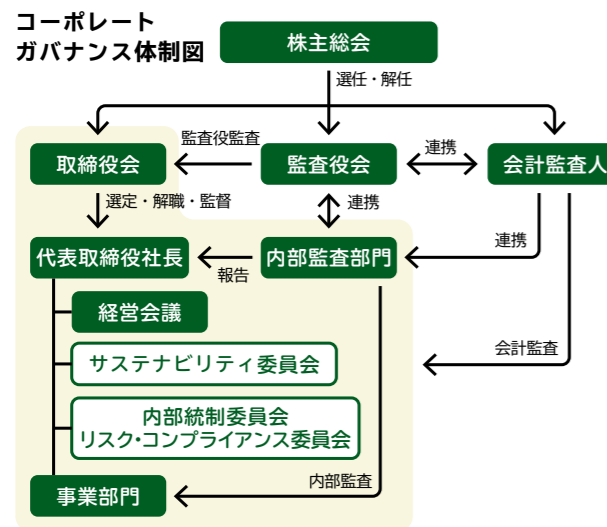 コーポレート
ガバナンス体制図
株主総会
選任・解任
監査役監査
連携
取締役会
監査役会
会計監査人
選定・解職・監督
連携
連携
代表取締役社長
内部監査部門
報告
経営会議
会計監査
サステナビリティ委員会
内部統制委員会
リスク・コンプライアンス委員会
内部監査
事業部門